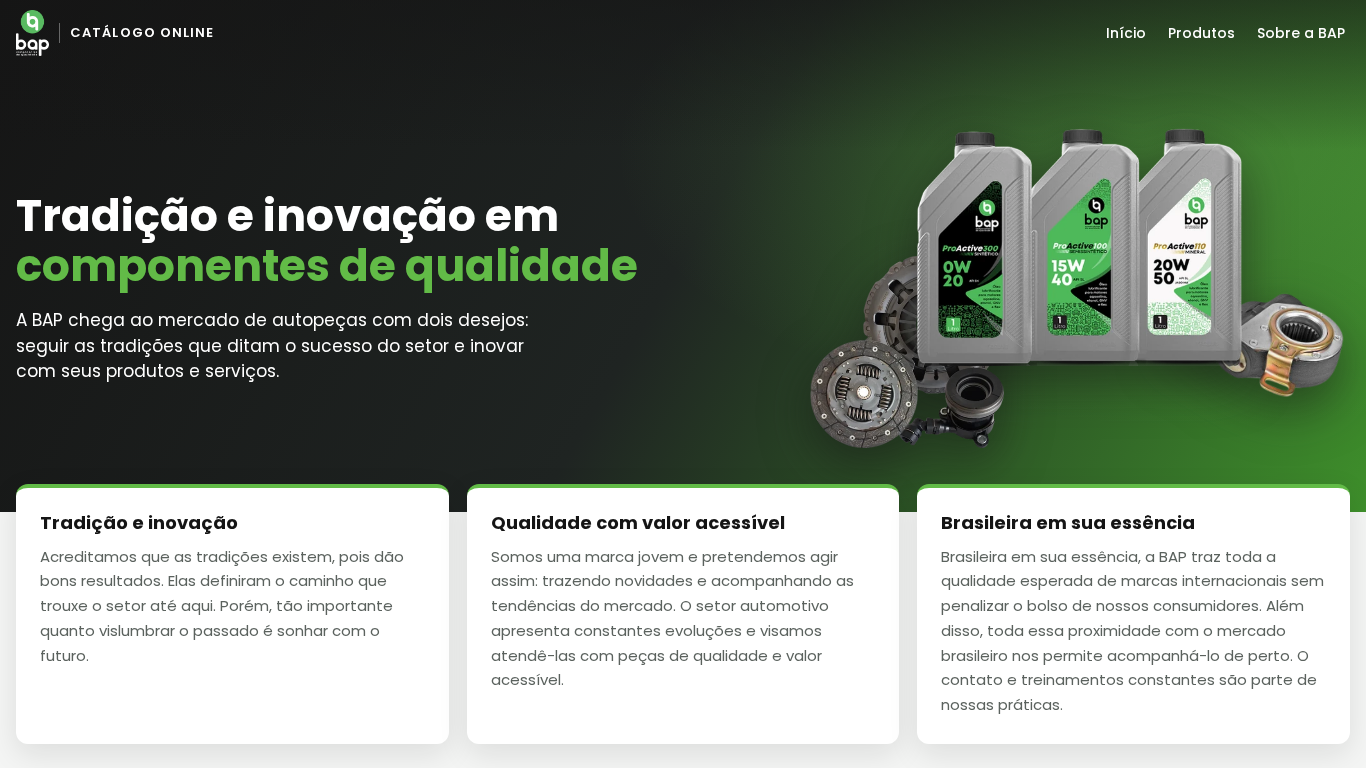 bap
CATÁLOGO ONLINE
Início
Produtos
Sobre a BAP
Tradição e inovação em
componentes de qualidade
A BAP chega ao mercado de autopeças com dois desejos:
seguir as tradições que ditam o sucesso do setor e inovar
com seus produtos e serviços.
bap
ProActive300
SINTÉTICO
0W
20
1
Litro
bap
ProActive100
SEMISSINTÉTICO
15W
40
1
Litro
bap
ProActive110
MINERAL
20W
50
1
Litro
Tradição e inovação
Acreditamos que as tradições existem, pois dão
bons resultados. Elas definiram o caminho que
trouxe o setor até aqui. Porém, tão importante
quanto vislumbrar o passado é sonhar com o
futuro.
Qualidade com valor acessível
Somos uma marca jovem e pretendemos agir
assim: trazendo novidades e acompanhando as
tendências do mercado. O setor automotivo
apresenta constantes evoluções e visamos
atendê-las com peças de qualidade e valor
acessível.
Brasileira em sua essência
Brasileira em sua essência, a BAP traz toda a
qualidade esperada de marcas internacionais sem
penalizar o bolso de nossos consumidores. Além
disso, toda essa proximidade com o mercado
brasileiro nos permite acompanhá-lo de perto. O
contato e treinamentos constantes são parte de
nossas práticas.